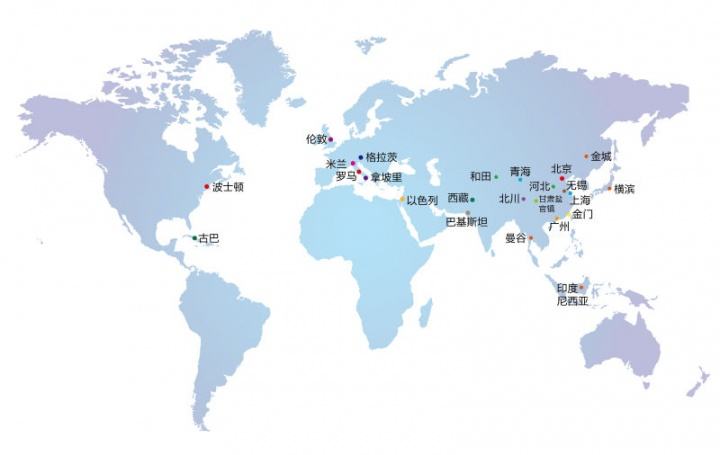 伦敦
格拉茨
米兰
罗马
拿坡里
波士顿
古巴
以色列
和田
青海
北京
金城
西藏
北川
河北
无锡
横滨
甘肃盐
官镇
上海
巴基斯坦
金门
广州
曼谷
印度
尼西亚